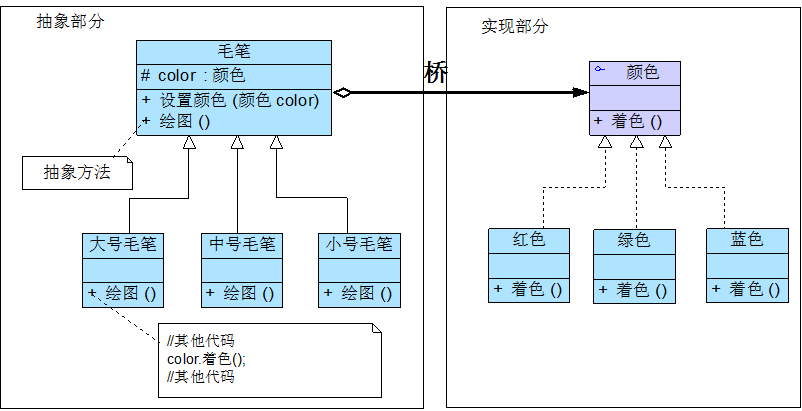 抽象部分
毛笔
# color : 颜色
+ 设置颜色 (颜色 color)
+ 绘图 ()
抽象方法
大号毛笔
+ 绘图 ()
中号毛笔
+ 绘图 ()
小号毛笔
+ 绘图 ()
//其他代码
color.着色();
//其他代码
桥
实现部分
颜色
+ 着色 ()
红色
+ 着色 ()
绿色
+ 着色 ()
蓝色
+ 着色 ()